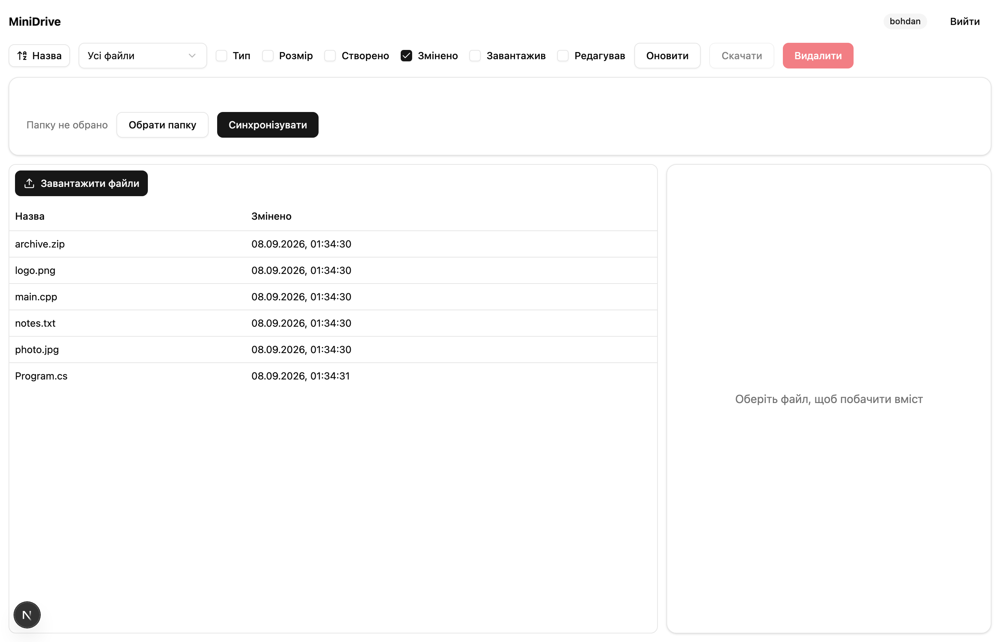 MiniDrive
bohdan
Вийти
Назва
Усі файли
Тип
Розмір
Створено
Змінено
Завантажив
Редагував
Оновити
Скачати
Видалити
Папку не обрано
Обрати папку
Синхронізувати
Завантажити файли
Назва Змінено
archive.zip 08.09.2026, 01:34:30
logo.png 08.09.2026, 01:34:30
main.cpp 08.09.2026, 01:34:30
notes.txt 08.09.2026, 01:34:30
photo.jpg 08.09.2026, 01:34:30
Program.cs 08.09.2026, 01:34:31
Оберіть файл, щоб побачити вміст
N